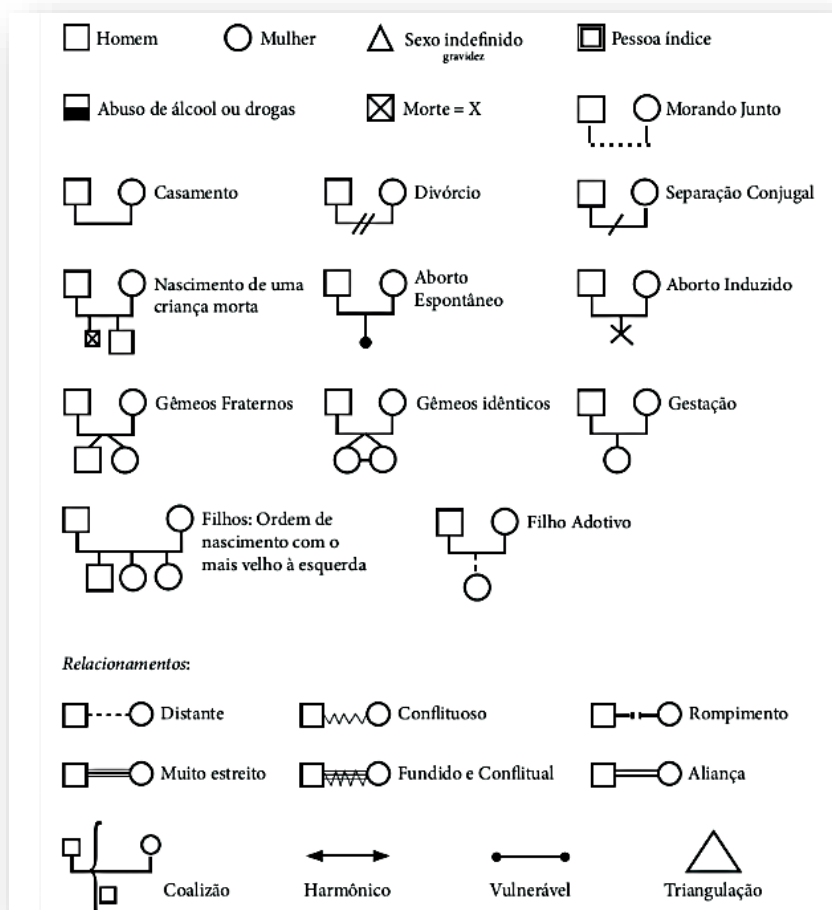 Homem
Mulher
Sexo indefinido
gravidez
Pessoa índice
Abuso de álcool ou drogas
Morte = X
Morando Junto
Casamento
Divórcio
Separação Conjugal
Nascimento de uma
criança morta
Aborto
Espontâneo
Aborto Induzido
Gêmeos Fraternos
Gêmeos idênticos
Gestação
Filhos: Ordem de
nascimento com o
mais velho à esquerda
Filho Adotivo
Relacionamentos:
Distante
Conflituoso
Rompimento
Muito estreito
Fundido e Conflitual
Aliança
Coalizão
Harmônico
Vulnerável
Triangulação